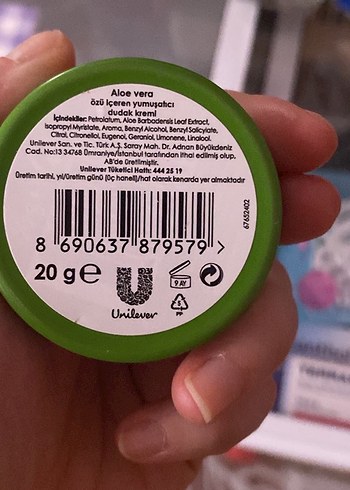 Aloe vera
özü içeren yumuşatıcı
dudak kremi
İçindekiler: Petrolatum, Aloe Barbadensis Leaf Extract,
Isopropyl Myristate, Aroma, Benzyl Alcohol, Benzyl Salicylate,
Citral, Citronellol, Eugenol, Geraniol, Limonene, Linalool.
Unilever San. ve Tic. Türk A.Ş. Saray Mah. Dr. Adnan Büyükdeniz
Cad. No:13 34768 Ümraniye/İstanbul tarafından ithal edilmiş olup,
AB'de üretilmiştir.
Unilever Tüketici Hattı: 444 25 19
Üretim tarihi, yıl/üretim günü (üç haneli)/hat olarak kenarda yer almaktadır
67652402
8 690637 879579 >
20 g e
9 AY
5
PP
Unilever